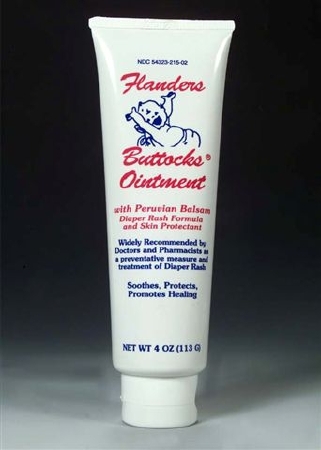 NDC 54323-215-02
Flanders
Buttocks®
Ointment
with Peruvian Balsam
Diaper Rash Formula
and Skin Protectant
Widely Recommended by
Doctors and Pharmacists as
a preventative measure and
treatment of Diaper Rash
Soothes, Protects,
Promotes Healing
NET WT 4 OZ (113 G)